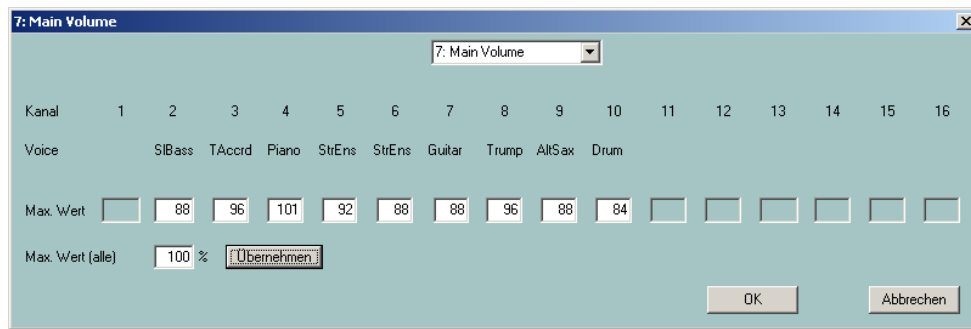 7: Main Volume
7: Main Volume
Kanal 1 2 3 4 5 6 7 8 9 10 11 12 13 14 15 16
Voice SlBass TAccrd Piano StrEns StrEns Guitar Trump AltSax Drum
Max. Wert 88 96 101 92 88 88 96 88 84
Max. Wert (alle) 100 % Übernehmen
OK Abbrechen